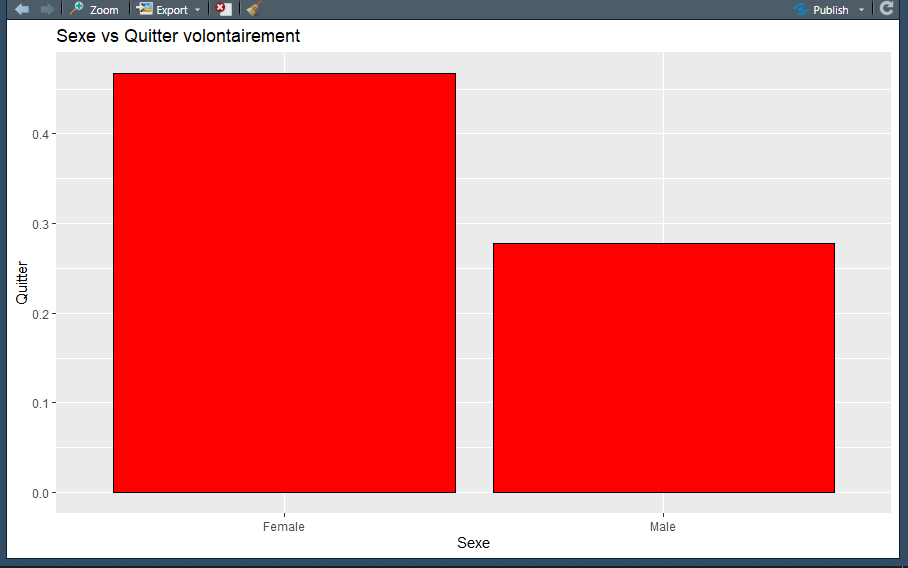 Zoom Export Publish
Sexe vs Quitter volontairement
0.4
0.3
Quitter
0.2
0.1
0.0
Female Male
Sexe